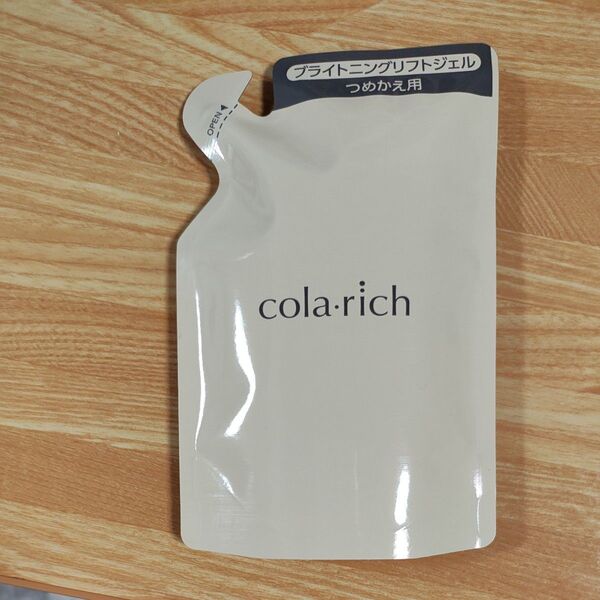 ブライトニングリフトジェル
つめかえ用
OPEN
cola·rich